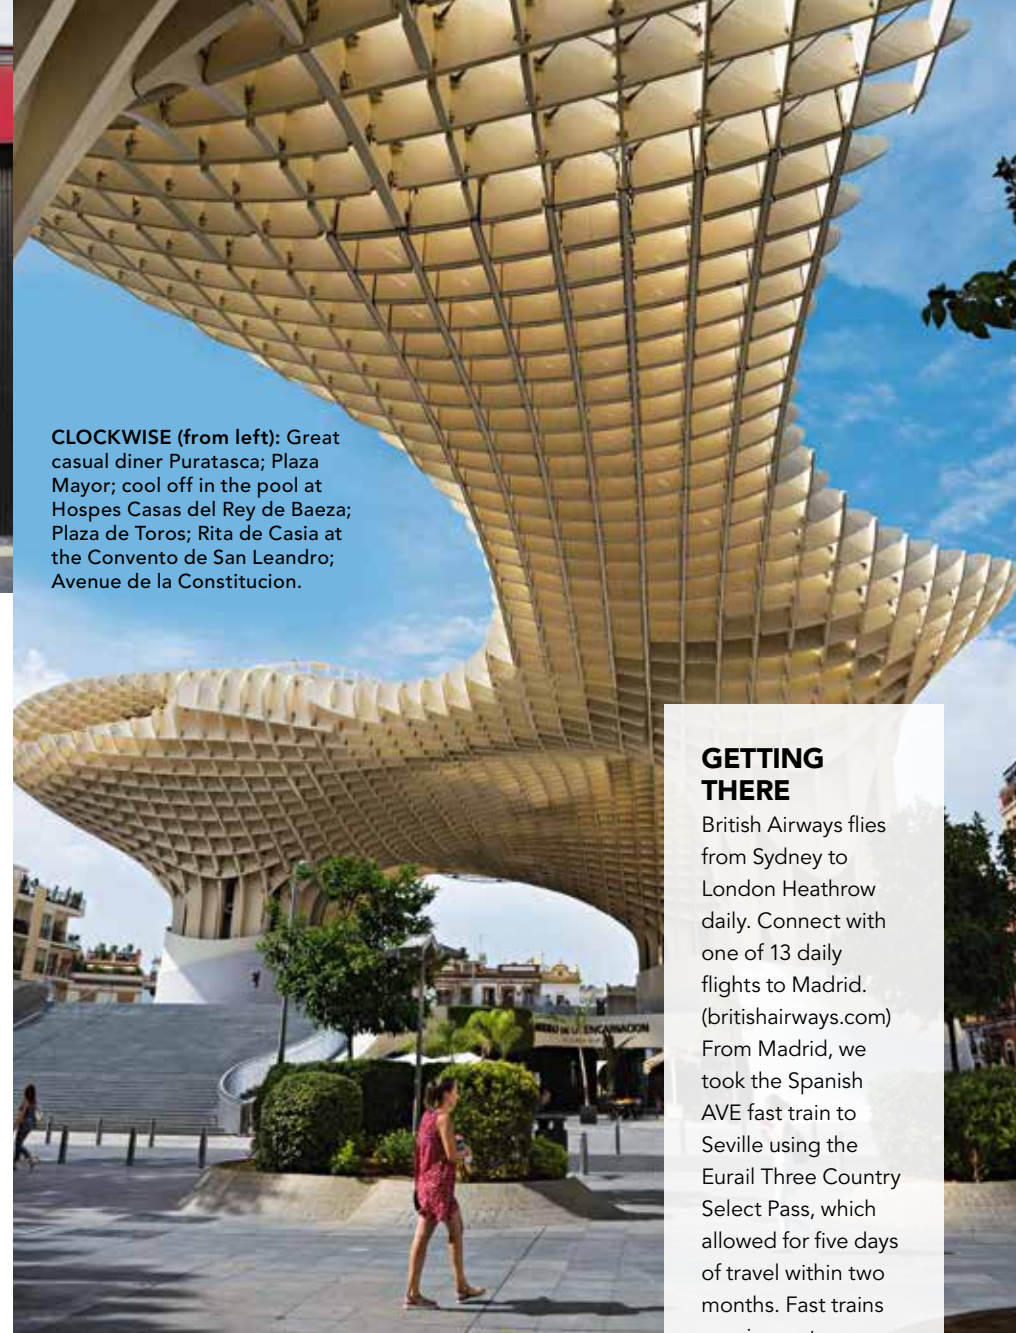 CLOCKWISE (from left): Great
casual diner Puratasca; Plaza
Mayor; cool off in the pool at
Hospes Casas del Rey de Baeza;
Plaza de Toros; Rita de Casia at
the Convento de San Leandro;
Avenue de la Constitucion.
GETTING
THERE
British Airways flies
from Sydney to
London Heathrow
daily. Connect with
one of 13 daily
flights to Madrid.
(britishairways.com)
From Madrid, we
took the Spanish
AVE fast train to
Seville using the
Eurail Three Country
Select Pass, which
allowed for five days
of travel within two
months. Fast trains
DE LA ENCARNACION